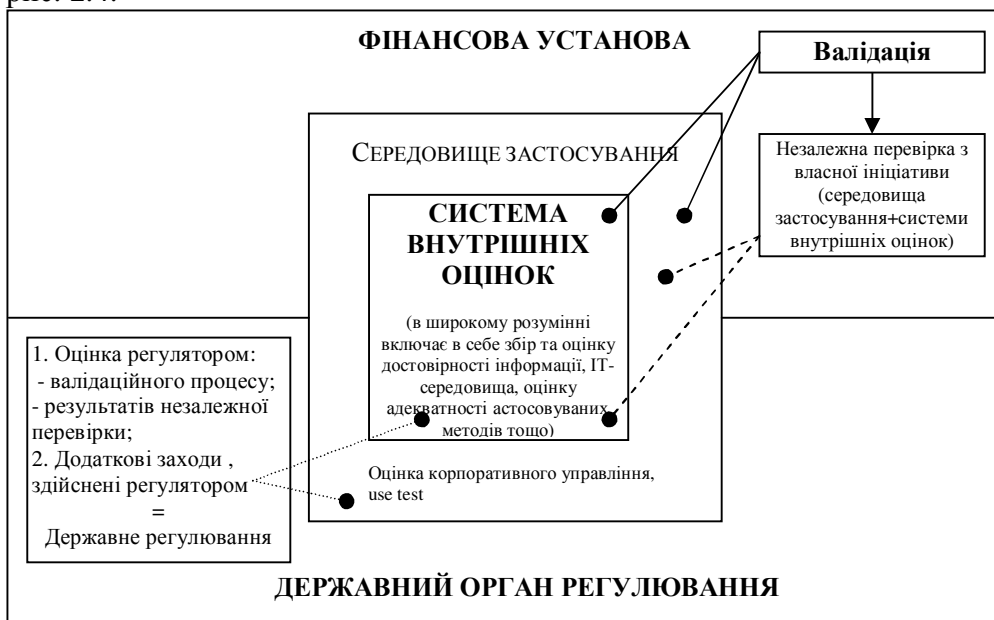 рис. 2.4.
ФІНАНСОВА УСТАНОВА
Валідація
Незалежна перевірка з
власної ініціативи
(середовища
застосування+системи
внутрішніх оцінок)
СЕРЕДОВИЩЕ ЗАСТОСУВАННЯ
СИСТЕМА
ВНУТРІШНІХ
ОЦІНОК
(в широкому розумінні
включає в себе збір та оцінку
достовірності інформації, ІТ-
середовища, оцінку
адекватності астосовуваних
методів тощо)
Оцінка корпоративного управління,
use test
1. Оцінка регулятором:
- валідаційного процесу;
- результатів незалежної
перевірки;
2. Додаткові заходи ,
здійснені регулятором
=
Державне регулювання
ДЕРЖАВНИЙ ОРГАН РЕГУЛЮВАННЯ